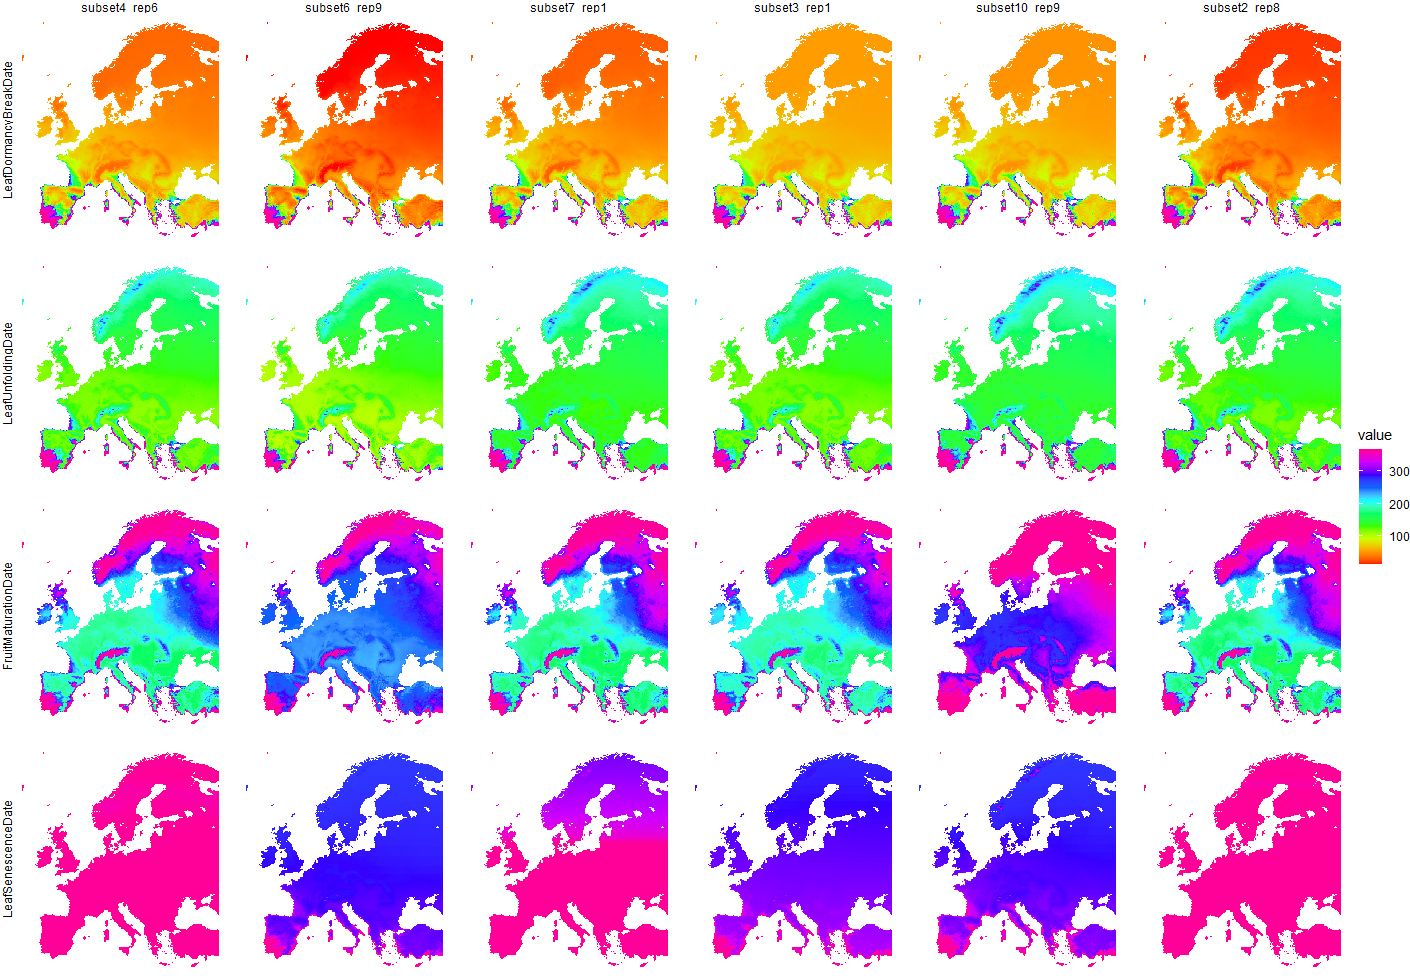 subset4 rep6
subset6 rep9
subset7 rep1
subset3 rep1
subset10 rep9
subset2 rep8
LeafDormancyBreakDate
LeafUnfoldingDate
FruitMaturationDate
LeafSenescenceDate
value
300
200
100